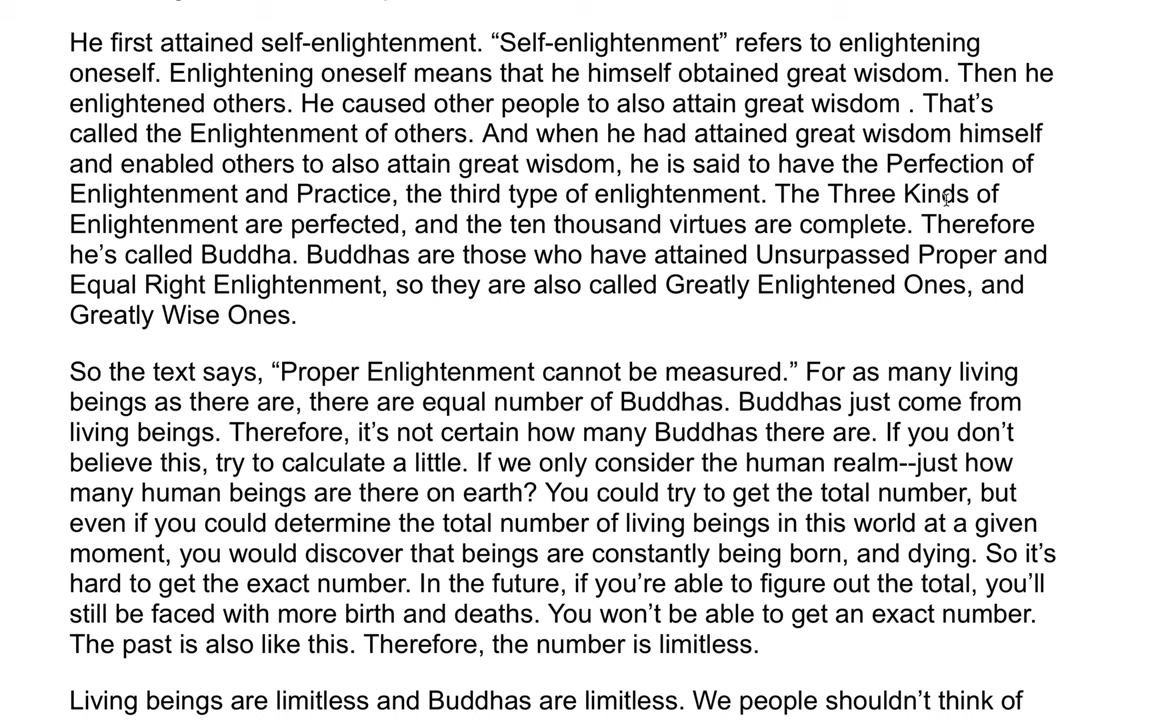 He first attained self-enlightenment. “Self-enlightenment” refers to enlightening
oneself. Enlightening oneself means that he himself obtained great wisdom. Then he
enlightened others. He caused other people to also attain great wisdom . That’s
called the Enlightenment of others. And when he had attained great wisdom himself
and enabled others to also attain great wisdom, he is said to have the Perfection of
Enlightenment and Practice, the third type of enlightenment. The Three Kinds of
Enlightenment are perfected, and the ten thousand virtues are complete. Therefore
he’s called Buddha. Buddhas are those who have attained Unsurpassed Proper and
Equal Right Enlightenment, so they are also called Greatly Enlightened Ones, and
Greatly Wise Ones.
So the text says, “Proper Enlightenment cannot be measured.” For as many living
beings as there are, there are equal number of Buddhas. Buddhas just come from
living beings. Therefore, it’s not certain how many Buddhas there are. If you don’t
believe this, try to calculate a little. If we only consider the human realm--just how
many human beings are there on earth? You could try to get the total number, but
even if you could determine the total number of living beings in this world at a given
moment, you would discover that beings are constantly being born, and dying. So it’s
hard to get the exact number. In the future, if you’re able to figure out the total, you’ll
still be faced with more birth and deaths. You won’t be able to get an exact number.
The past is also like this. Therefore, the number is limitless.
Living beings are limitless and Buddhas are limitless. We people shouldn’t think of